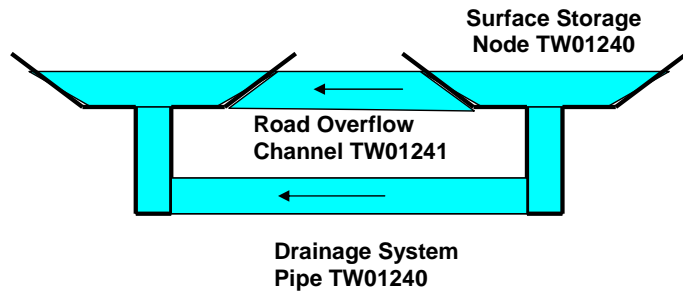 Surface Storage
Node TW01240
Road Overflow
Channel TW01241
Drainage System
Pipe TW01240